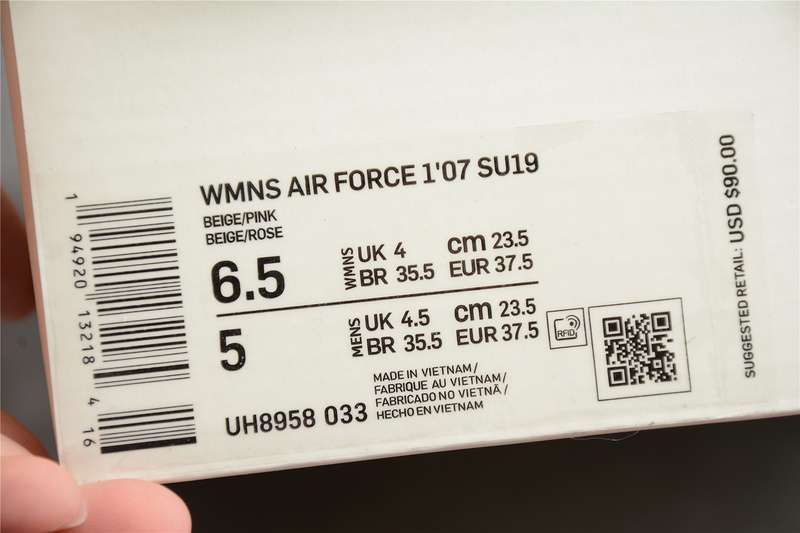 WMNS AIR FORCE 1'07 SU19
BEIGE/PINK
BEIGE/ROSE
6.5
WMNS
UK 4 cm 23.5
BR 35.5 EUR 37.5
5
MENS
UK 4.5 cm 23.5
BR 35.5 EUR 37.5
RFID
UH8958 033
MADE IN VIETNAM/
FABRIQUE AU VIETNAM/
FABRICADO NO VIETNÃ /
HECHO EN VIETNAM
SUGGESTED RETAIL: USD $90.00
1 94920 13218 4 16